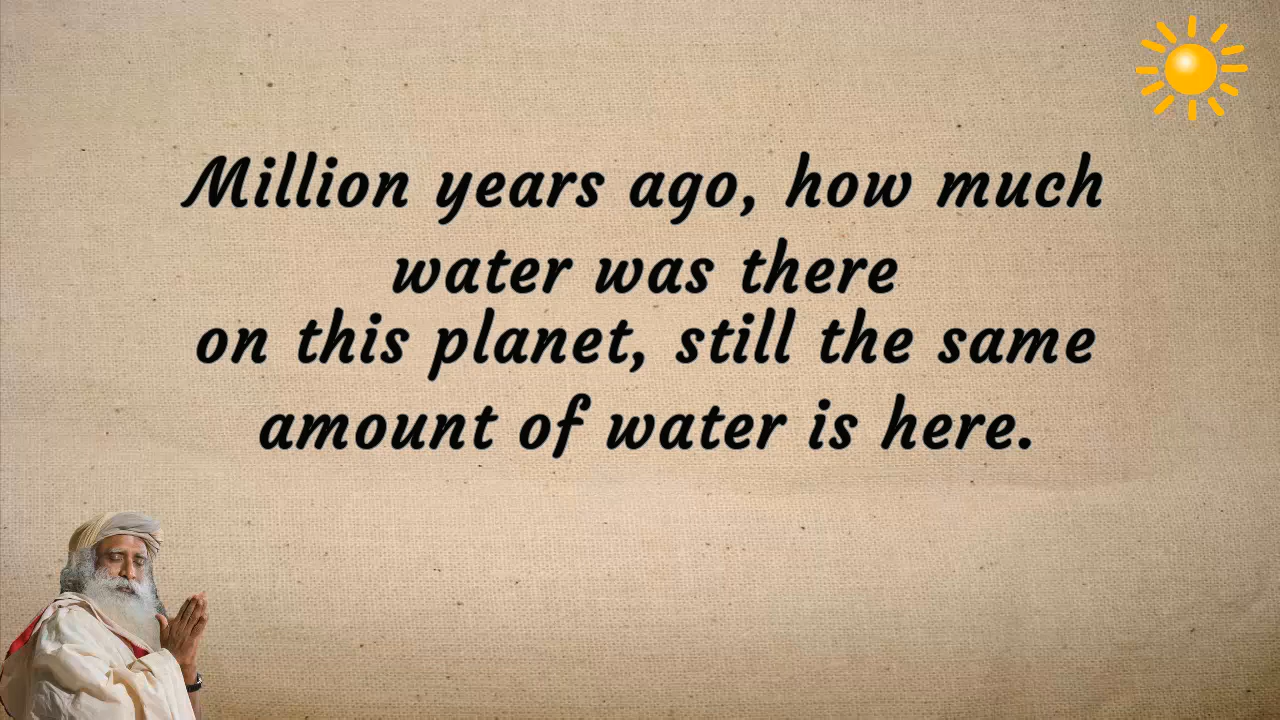 Million years ago, how much
water was there
on this planet, still the same
amount of water is here.